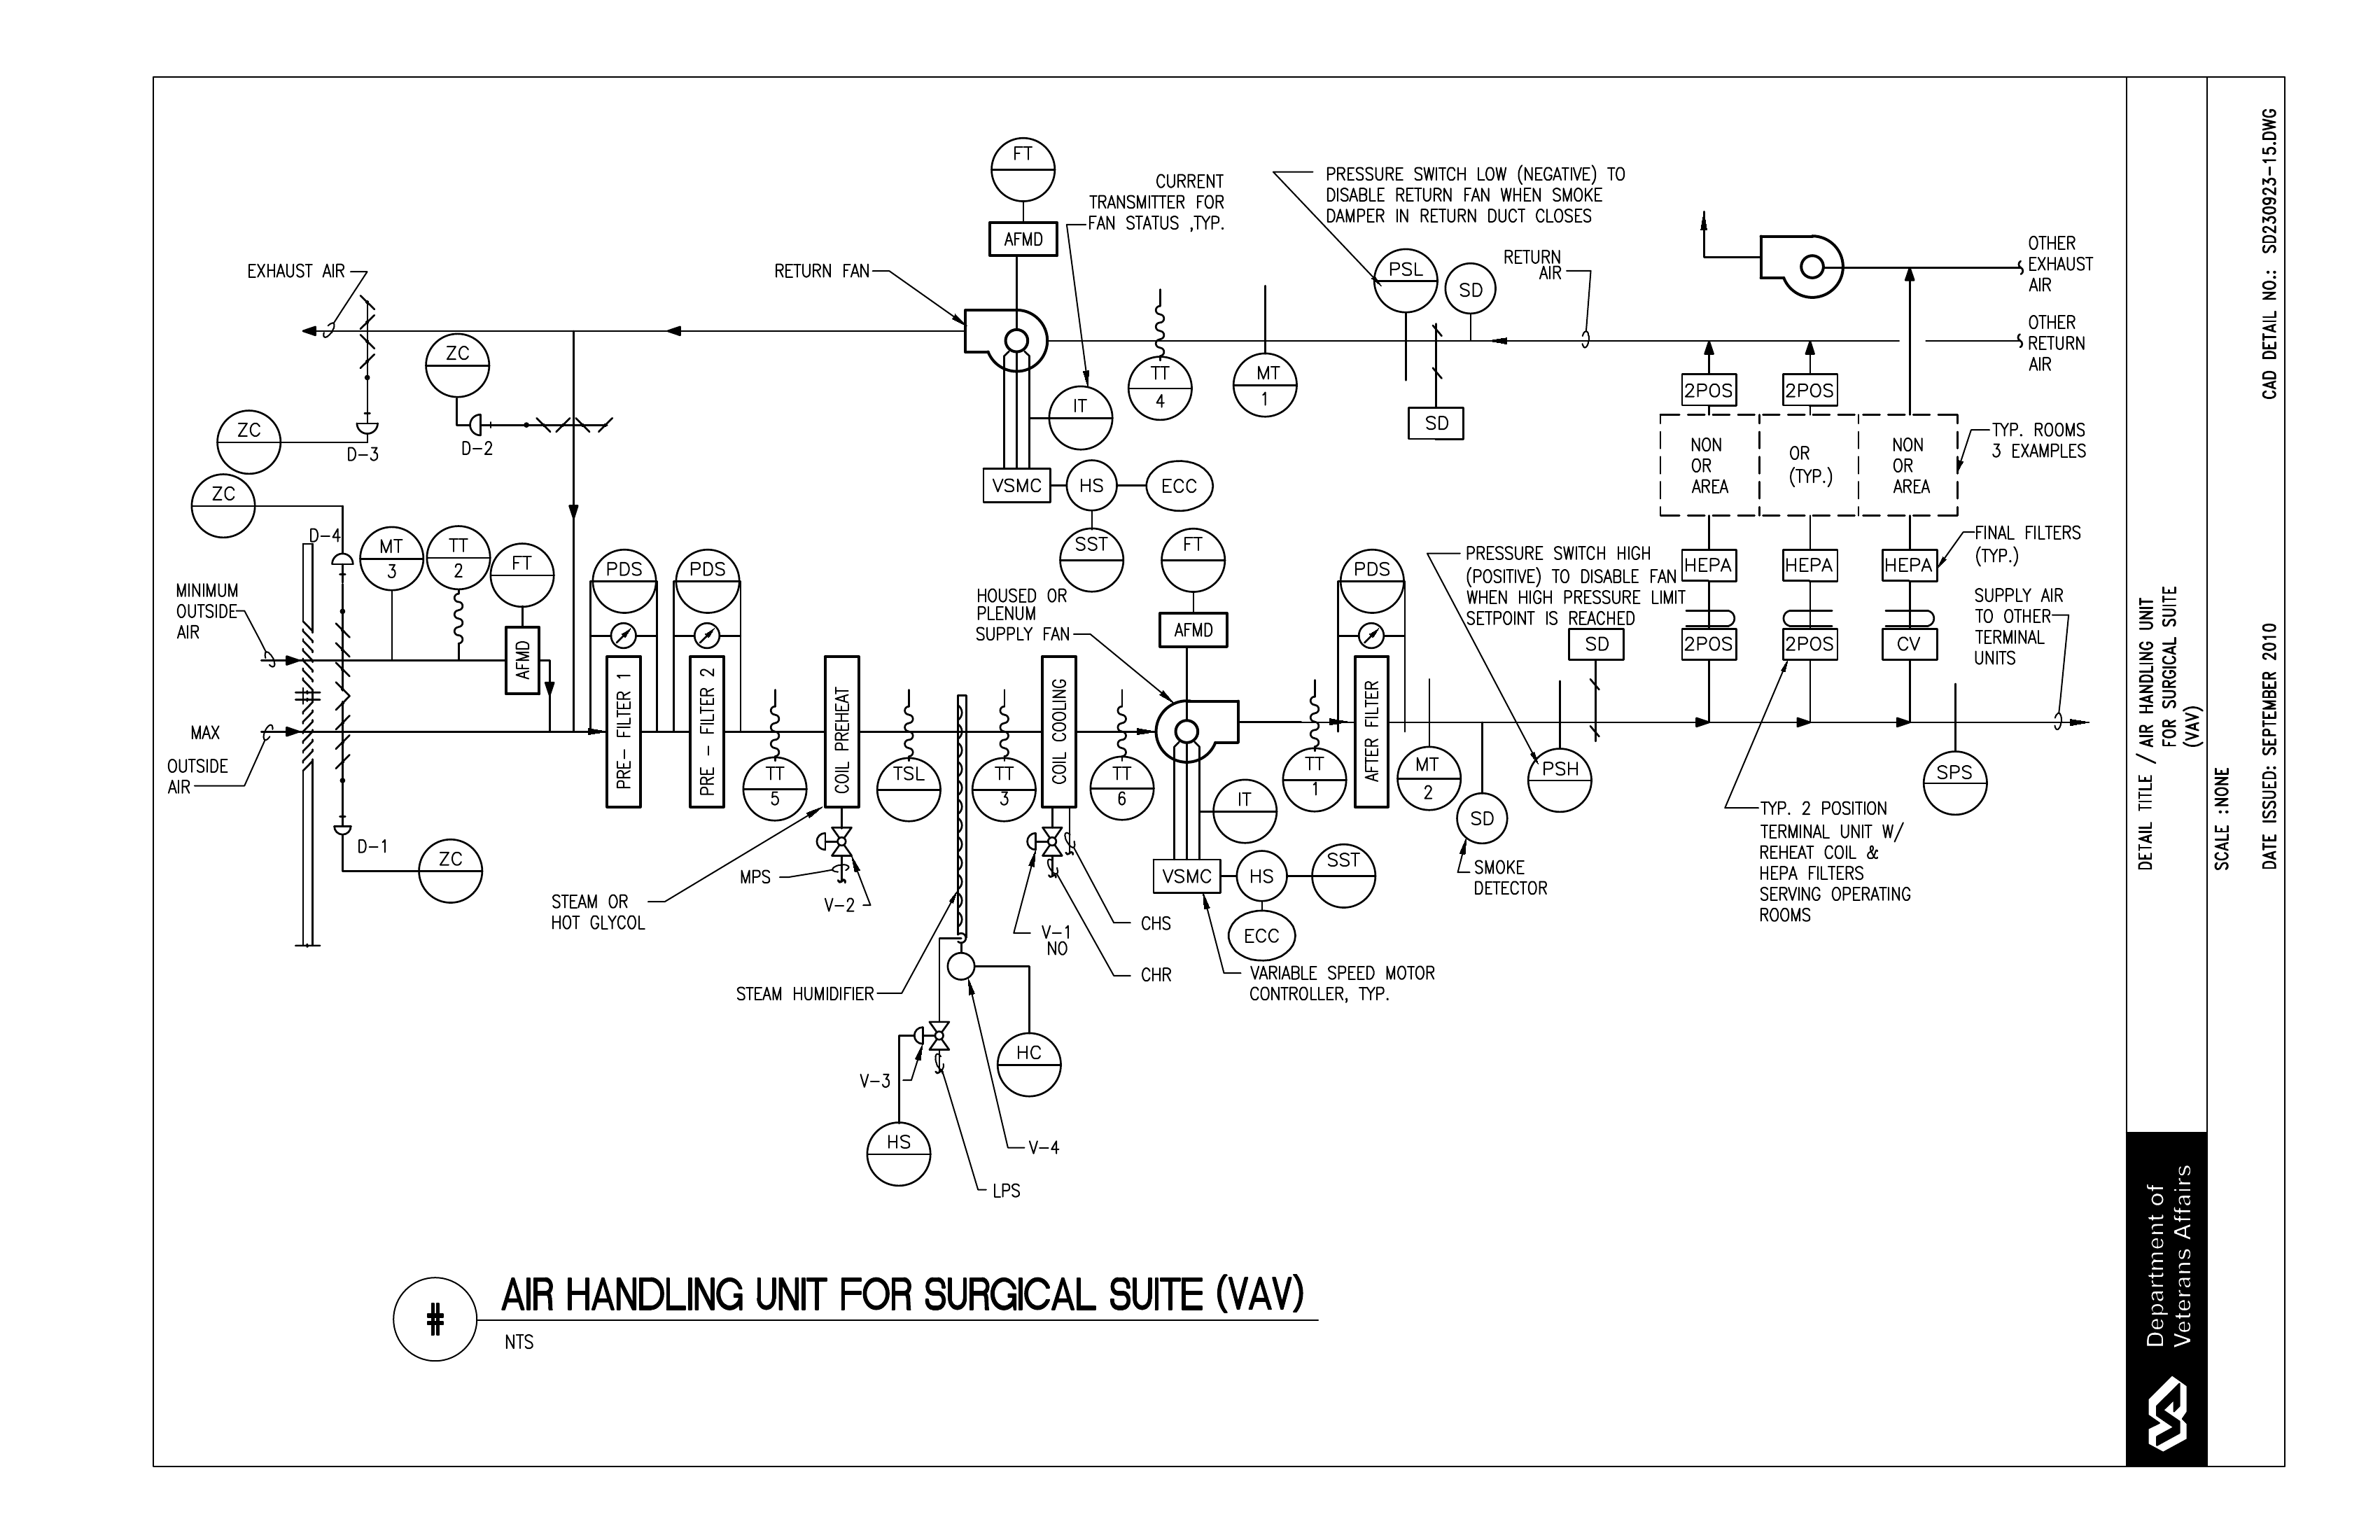 FT
CURRENT
TRANSMITTER FOR
FAN STATUS ,TYP.
AFMD
PRESSURE SWITCH LOW (NEGATIVE) TO
DISABLE RETURN FAN WHEN SMOKE
DAMPER IN RETURN DUCT CLOSES
EXHAUST AIR
RETURN FAN
PSL
SD
RETURN
AIR
OTHER
EXHAUST
AIR
OTHER
RETURN
AIR
ZC
D-2
ZC
D-3
ZC
D-4
IT
TT
4
MT
1
SD
2POS
2POS
NON
OR
AREA
OR
(TYP.)
NON
OR
AREA
TYP. ROOMS
3 EXAMPLES
VSMC
HS
ECC
SST
MT
3
TT
2
FT
AFMD
MINIMUM
OUTSIDE
AIR
MAX
OUTSIDE
AIR
D-1
ZC
PDS
PDS
PRE- FILTER 1
PRE - FILTER 2
TT
5
COIL PREHEAT
TSL
TT
3
COIL COOLING
TT
6
HOUSED OR
PLENUM
SUPPLY FAN
FT
AFMD
PDS
TT
1
AFTER FILTER
MT
2
PRESSURE SWITCH HIGH
(POSITIVE) TO DISABLE FAN
WHEN HIGH PRESSURE LIMIT
SETPOINT IS REACHED
SD
PSH
SD
SMOKE
DETECTOR
HEPA
HEPA
HEPA
FINAL FILTERS
(TYP.)
2POS
2POS
CV
SUPPLY AIR
TO OTHER
TERMINAL
UNITS
SPS
TYP. 2 POSITION
TERMINAL UNIT W/
REHEAT COIL &
HEPA FILTERS
SERVING OPERATING
ROOMS
IT
VSMC
HS
SST
ECC
VARIABLE SPEED MOTOR
CONTROLLER, TYP.
STEAM OR
HOT GLYCOL
MPS
V-2
V-1
NO
CHS
CHR
STEAM HUMIDIFIER
HC
V-3
HS
V-4
LPS
#
AIR HANDLING UNIT FOR SURGICAL SUITE (VAV)
NTS
DETAIL TITLE / AIR HANDLING UNIT
FOR SURGICAL SUITE
(VAV)
SCALE :NONE
DATE ISSUED: SEPTEMBER 2010
CAD DETAIL NO.: SD230923-15.DWG
Department of
Veterans Affairs